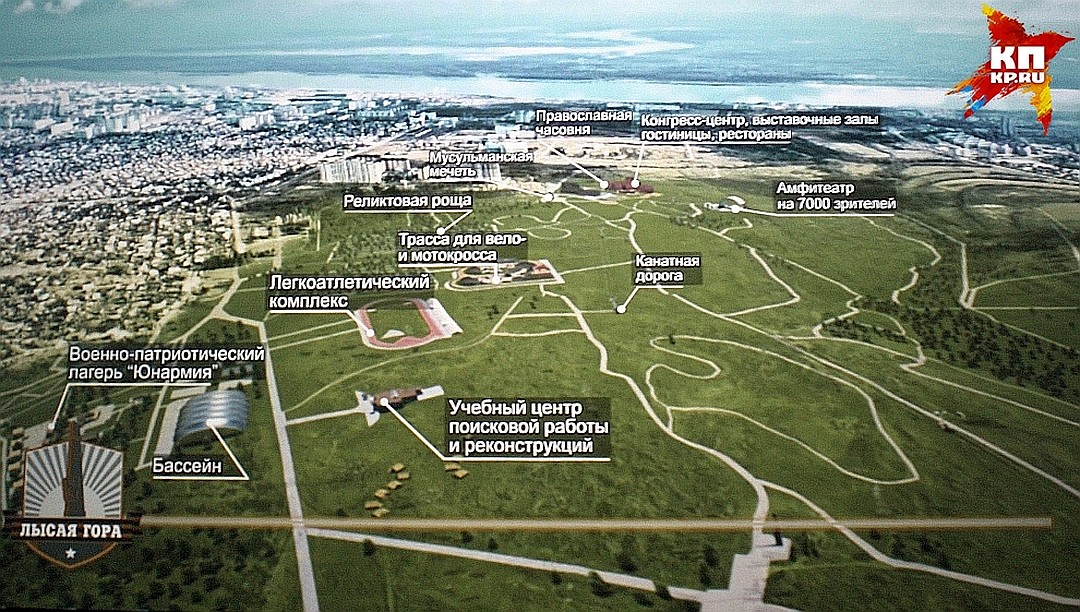 КП
KP.RU
Православная
часовня
Конгресс-центр, выставочные залы
гостиницы, рестораны
Мусульманская
мечеть
Реликтовая роща
Амфитеатр
на 7000 зрителей
Трасса для вело-
и мотокросса
Канатная
дорога
Легкоатлетический
комплекс
Военно-патриотический
лагерь "Юнармия"
Учебный центр
поисковой работы
и реконструкций
Бассейн
ЛЫСАЯ ГОРА